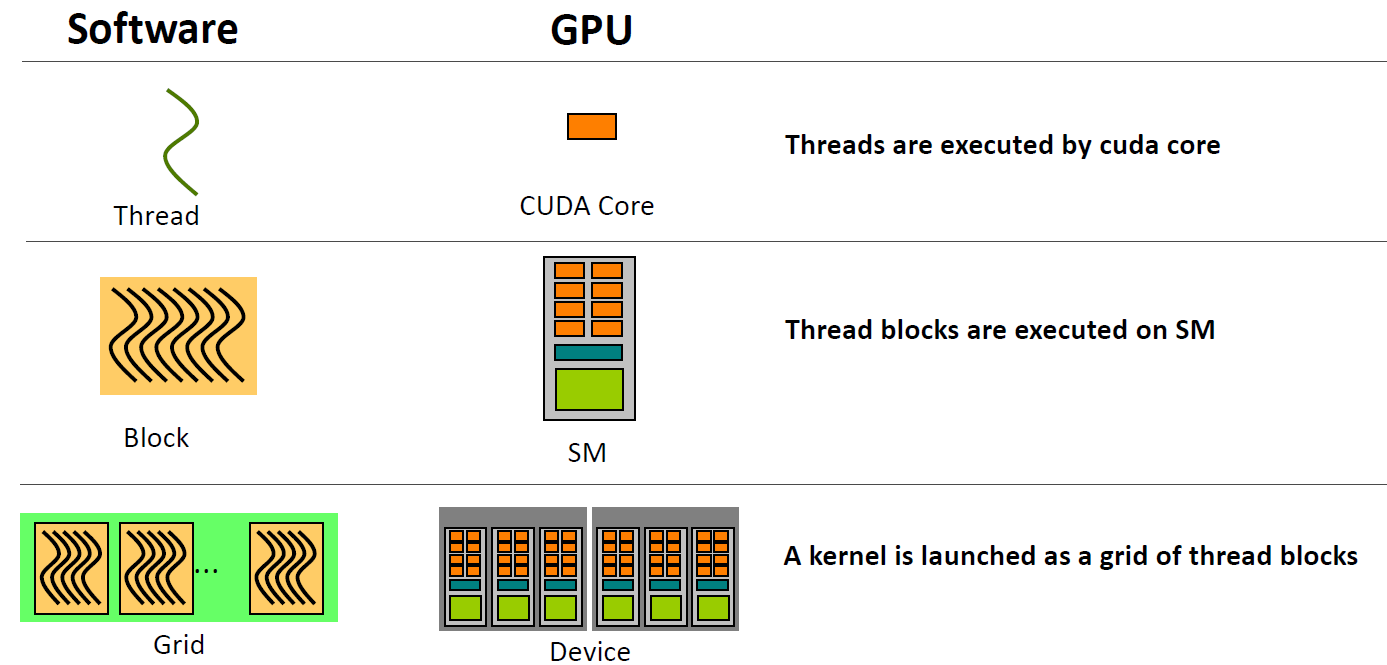 Software
GPU
Threads are executed by cuda core
Thread
CUDA Core
Thread blocks are executed on SM
Block
SM
...
A kernel is launched as a grid of thread blocks
Grid
Device